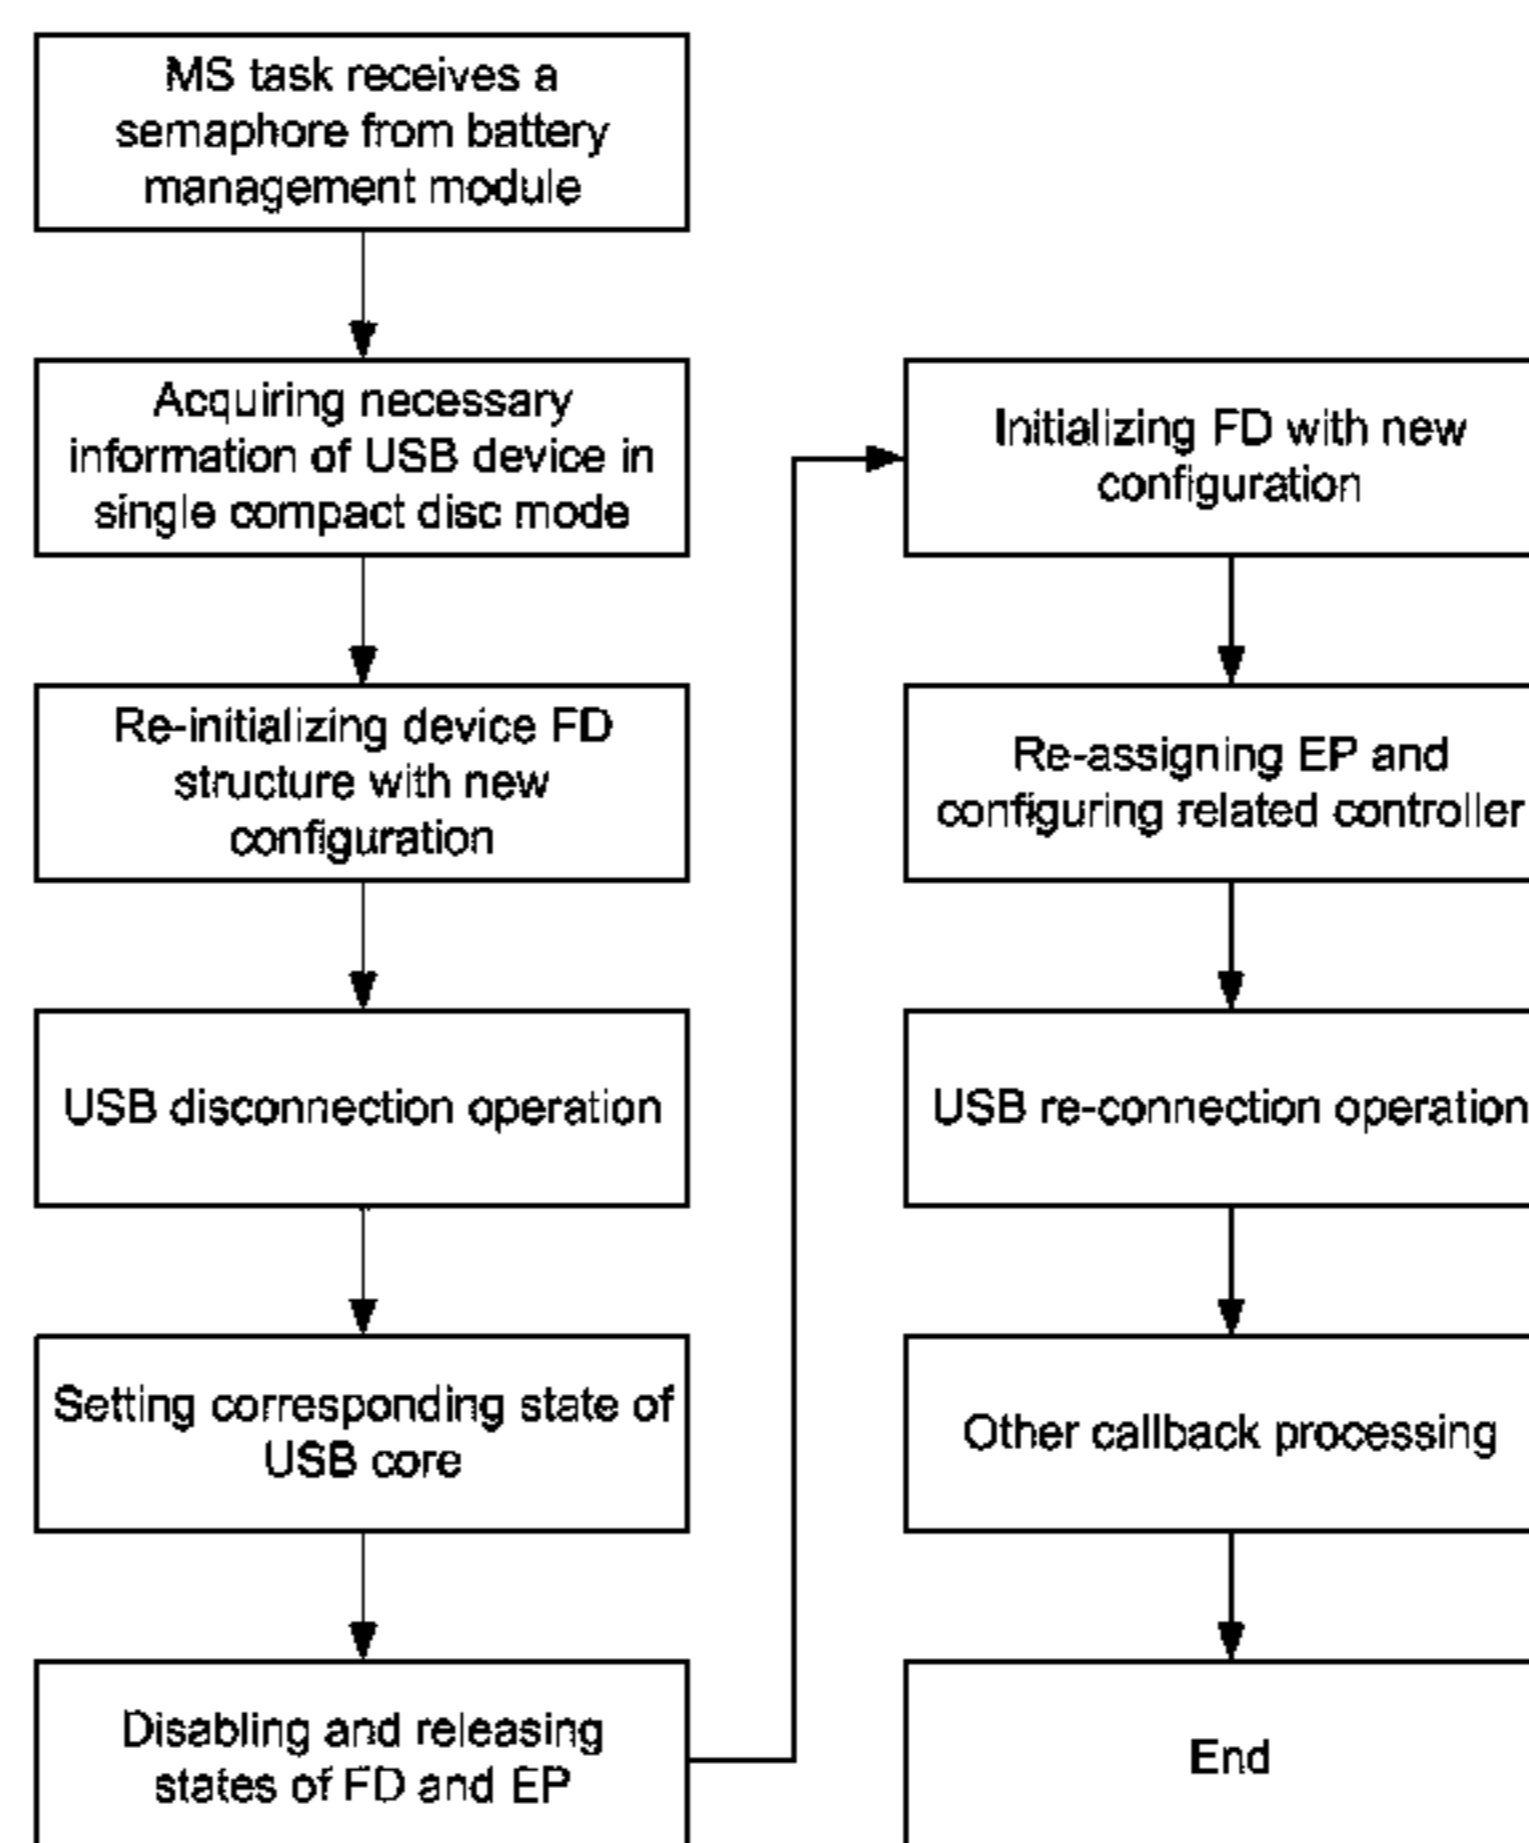 MS task receives a
semaphore from battery
management module
Acquiring necessary
information of USB device in
single compact disc mode
Re-initializing device FD
structure with new
configuration
USB disconnection operation
Setting corresponding state of
USB core
Disabling and releasing
states of FD and EP
Initializing FD with new
configuration
Re-assigning EP and
configuring related controller
USB re-connection operation
Other callback processing
End